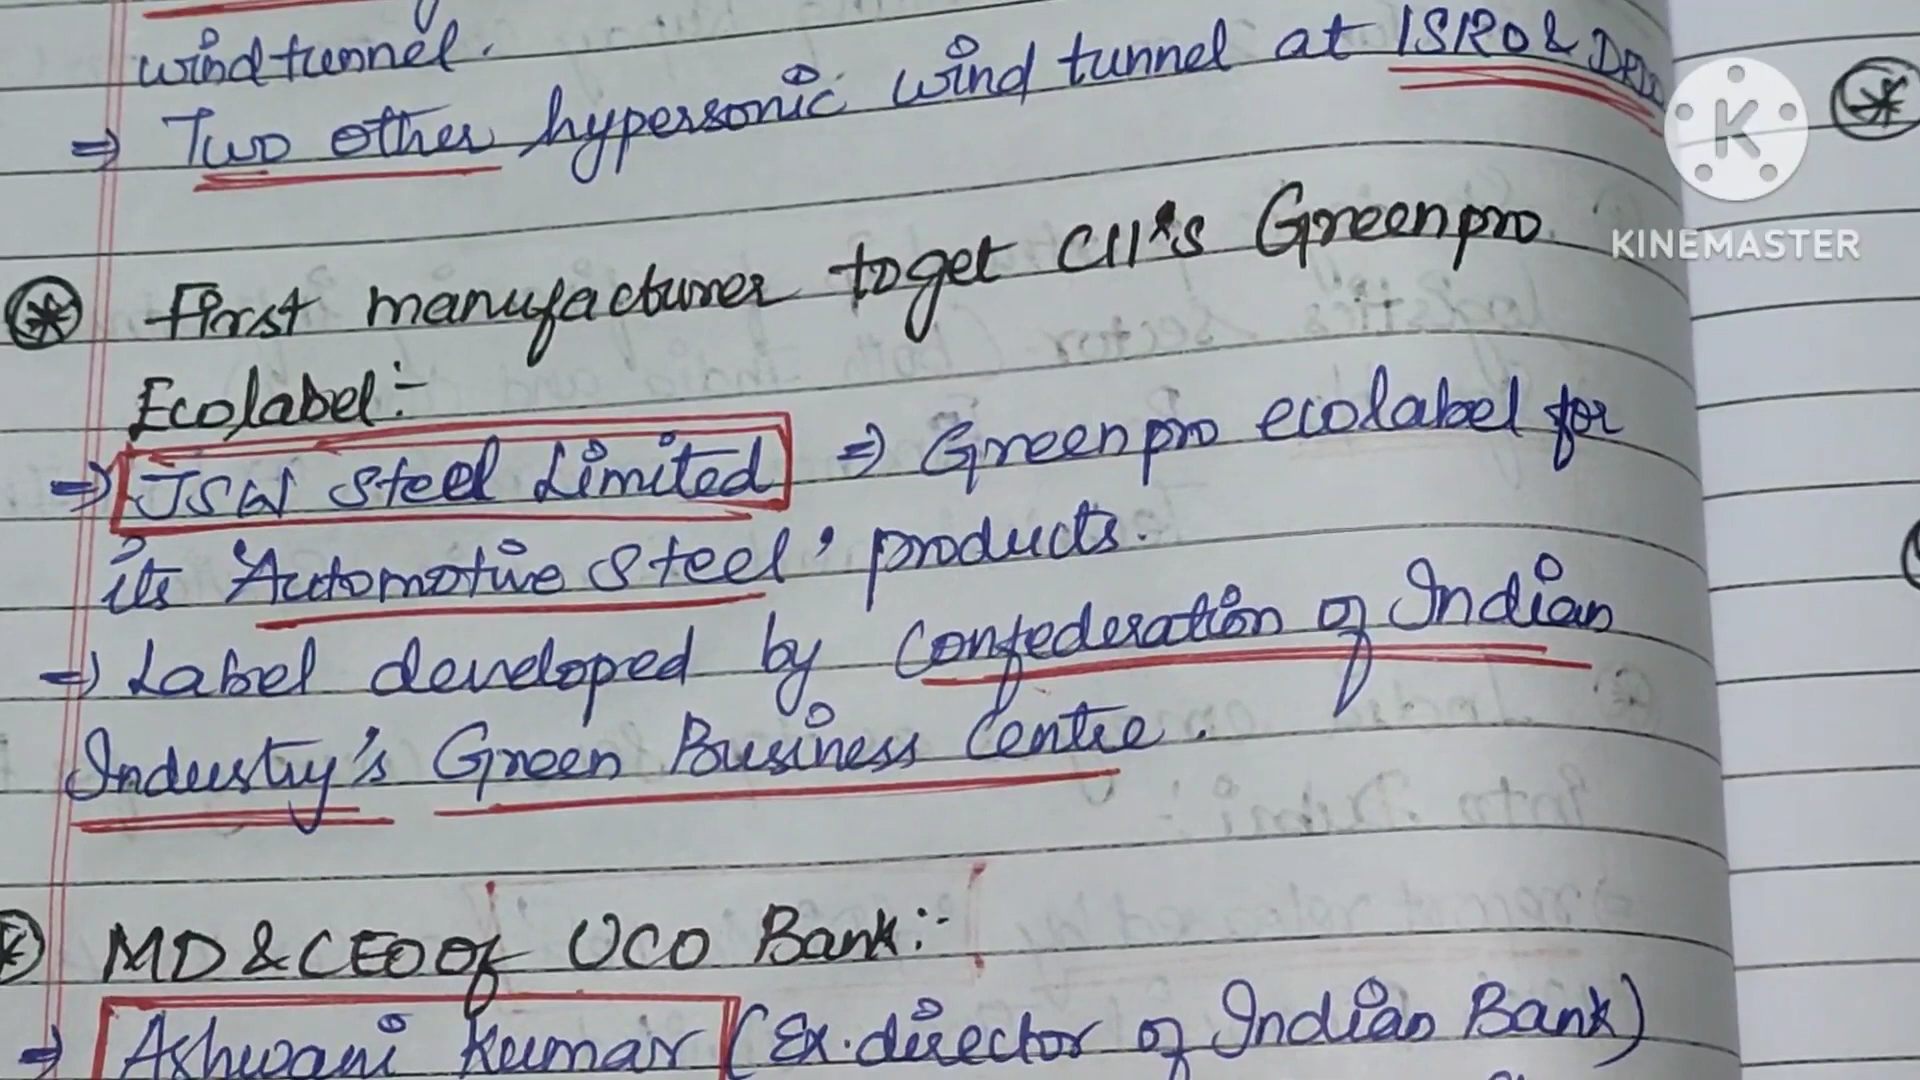 wind tunnel.
⇒ Two other hypersonic wind tunnel at ISRO & DRDO
K
KINEMASTER
First manufacturer to get CII's Greenpro
Ecolabel:-
⇒ JSW Steel Limited ⇒ Greenpro ecolabel for
its 'Automotive Steel' products.
⇒ Label developed by Confederation of Indian
Industry's Green Business Centre.
MD & CEO of UCO Bank:-
⇒ Ashwani Kumar (Ex. director of Indian Bank)